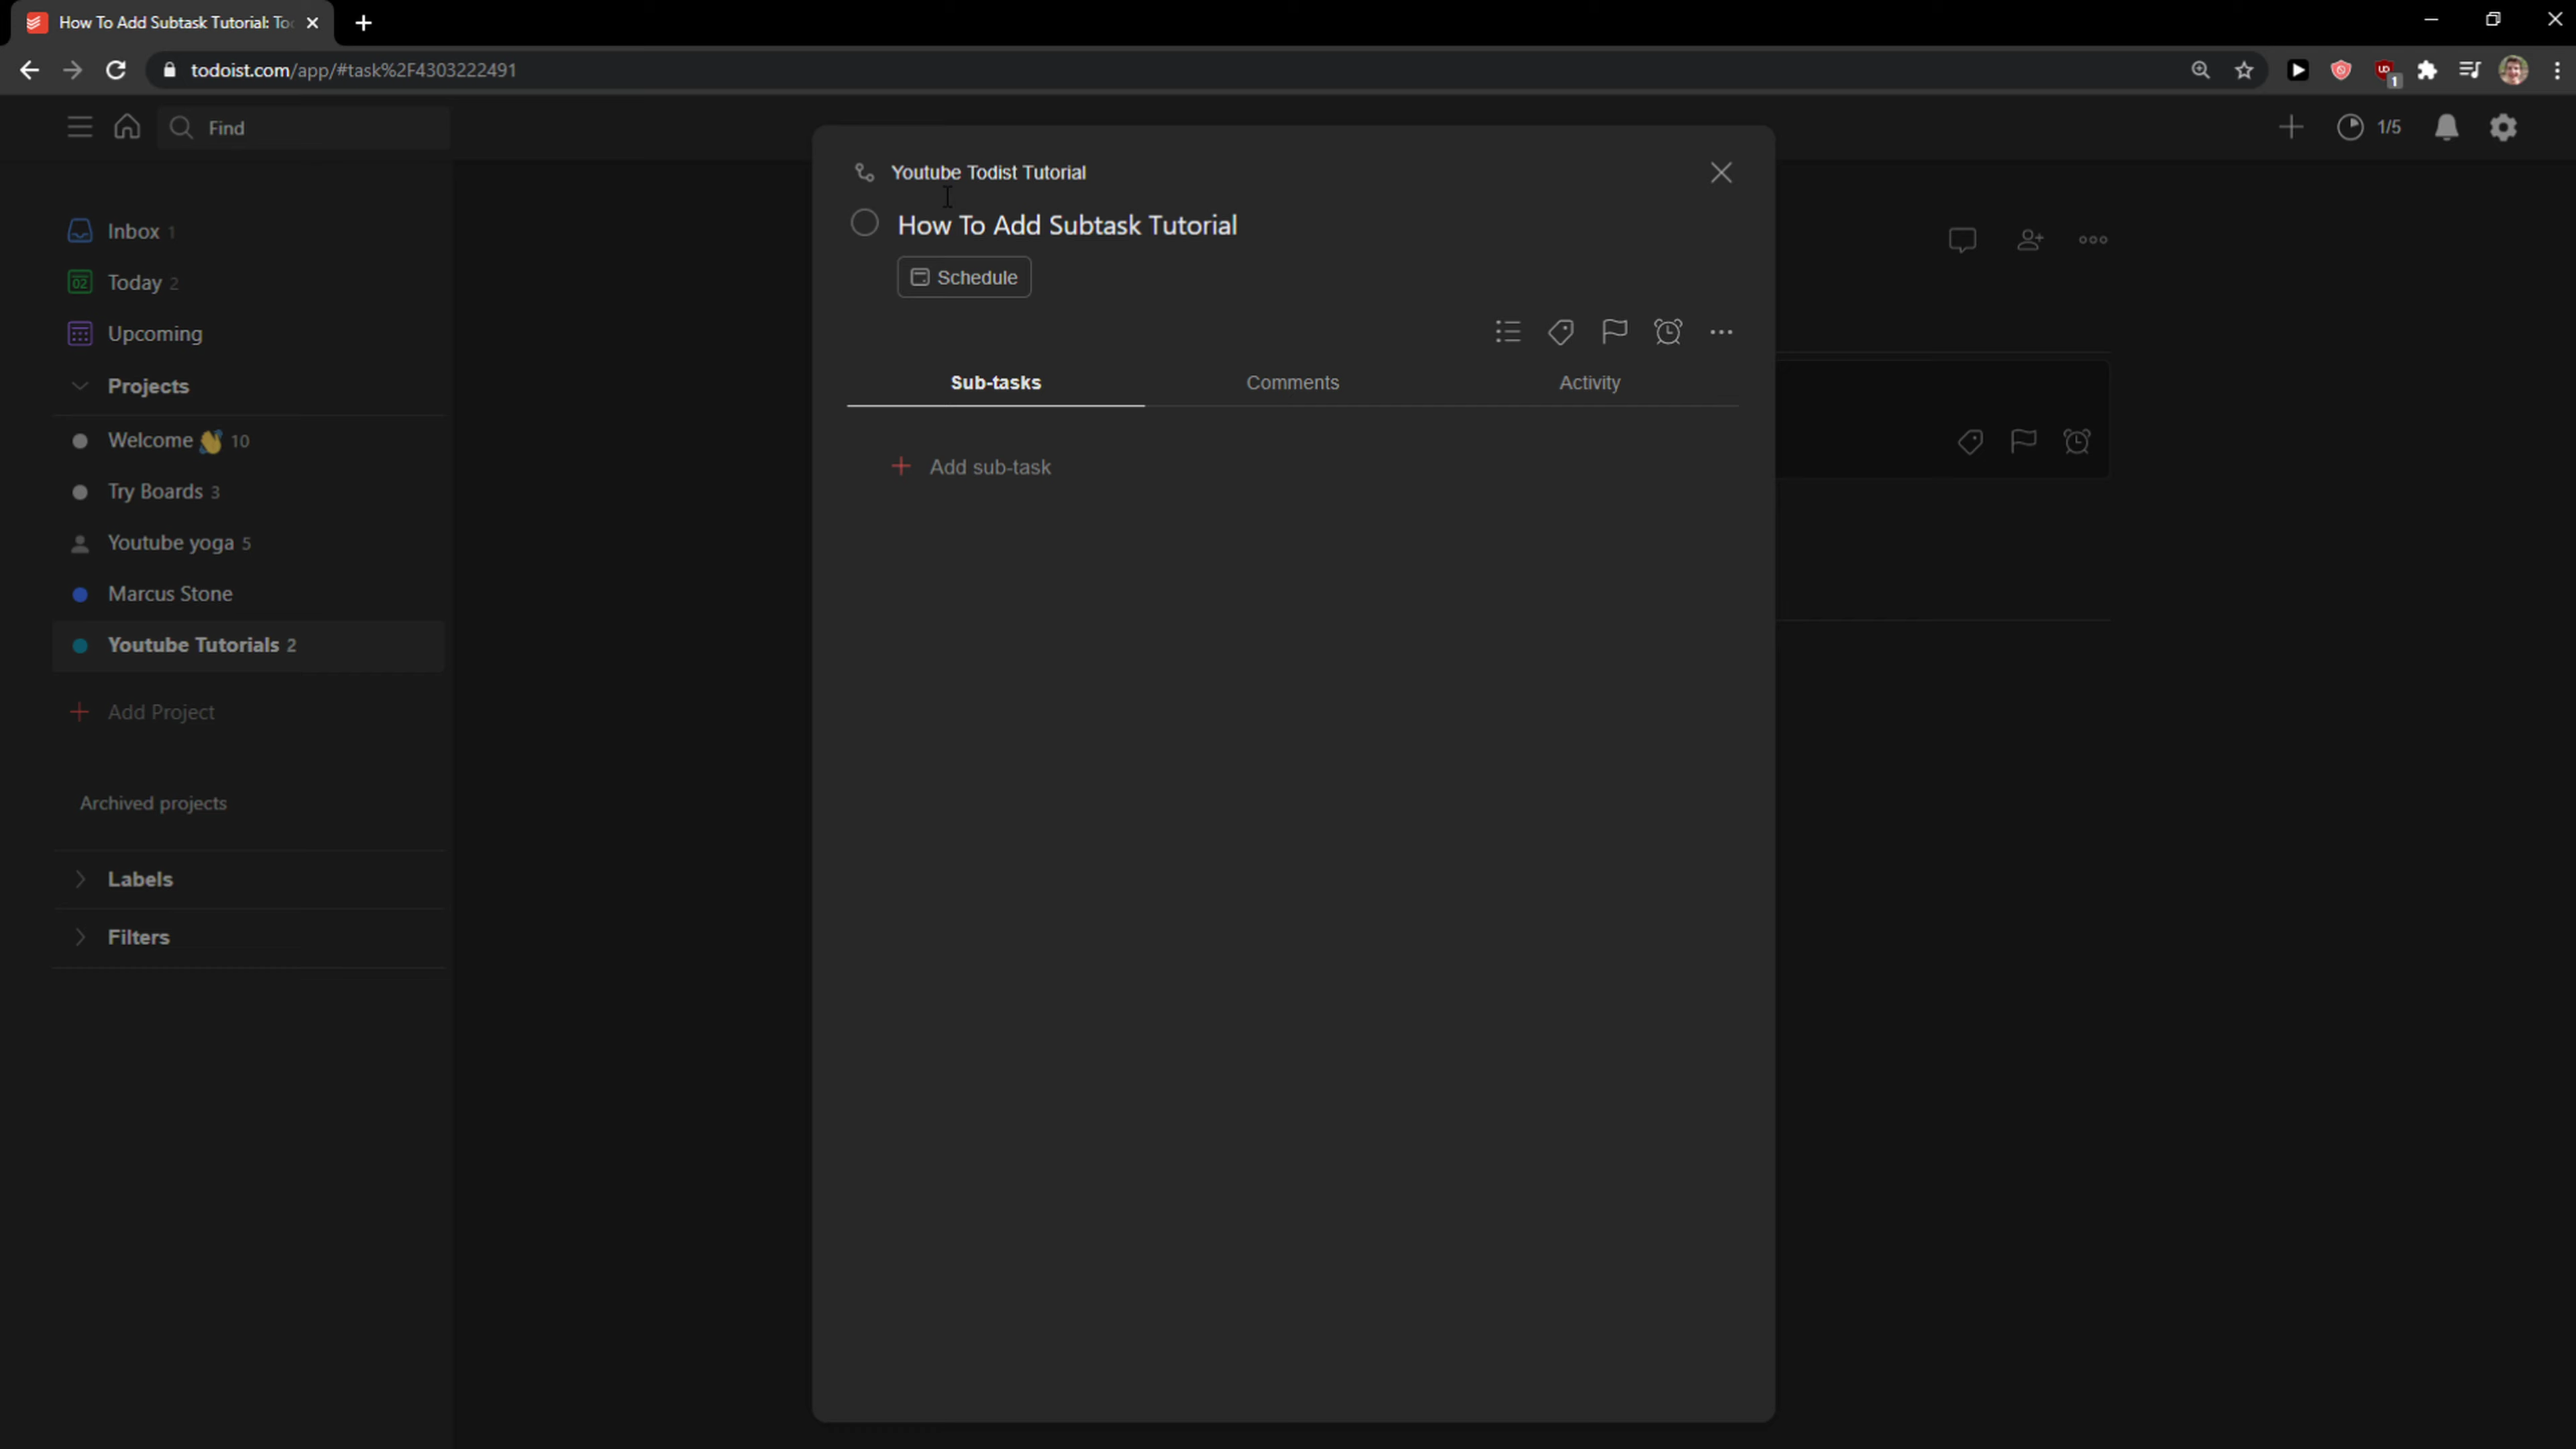 How To Add Subtask Tutorial: To
todoist.com/app/#task%2F4303222491
1
Find
1/5
Youtube Todist Tutorial
How To Add Subtask Tutorial
Schedule
Sub-tasks
Comments
Activity
Add sub-task
Inbox 1
02
Today 2
Upcoming
Projects
Welcome 👋 10
Try Boards 3
Youtube yoga 5
Marcus Stone
Youtube Tutorials 2
Add Project
Archived projects
Labels
Filters